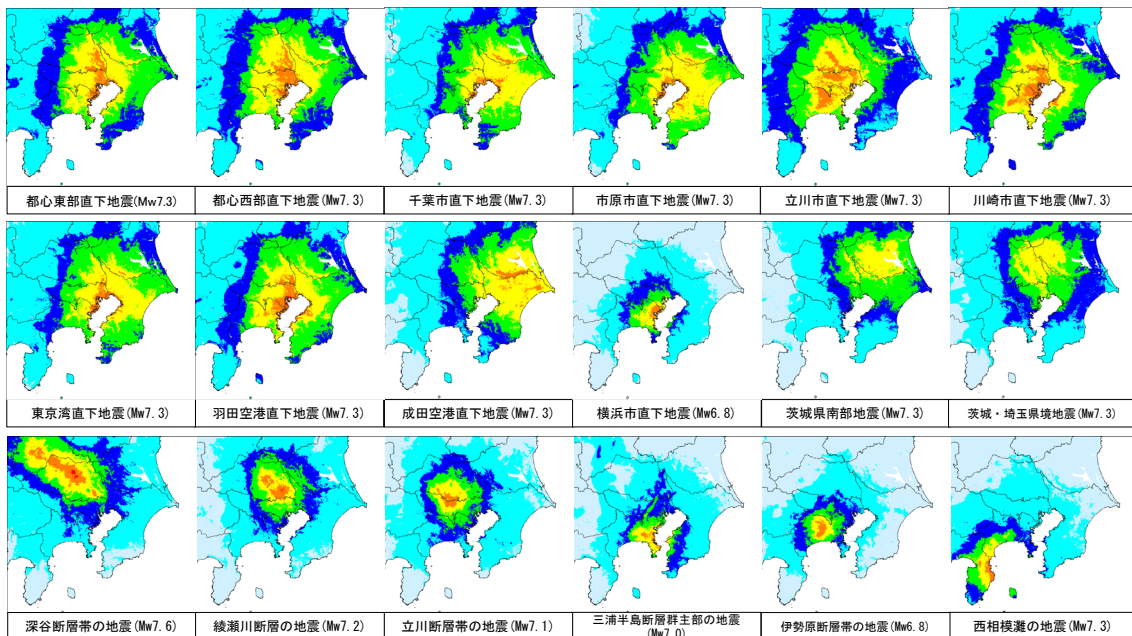 都心東部直下地震(Mw7.3)
都心西部直下地震(Mw7.3)
千葉市直下地震(Mw7.3)
市原市直下地震(Mw7.3)
立川市直下地震(Mw7.3)
川崎市直下地震(Mw7.3)
東京湾直下地震(Mw7.3)
羽田空港直下地震(Mw7.3)
成田空港直下地震(Mw7.3)
横浜市直下地震(Mw6.8)
茨城県南部地震(Mw7.3)
茨城・埼玉県境地震(Mw7.3)
深谷断層帯の地震(Mw7.6)
綾瀬川断層の地震(Mw7.2)
立川断層帯の地震(Mw7.1)
三浦半島断層群主部の地震
(Mw7.0)
伊勢原断層帯の地震(Mw6.8)
西相模灘の地震(Mw7.3)